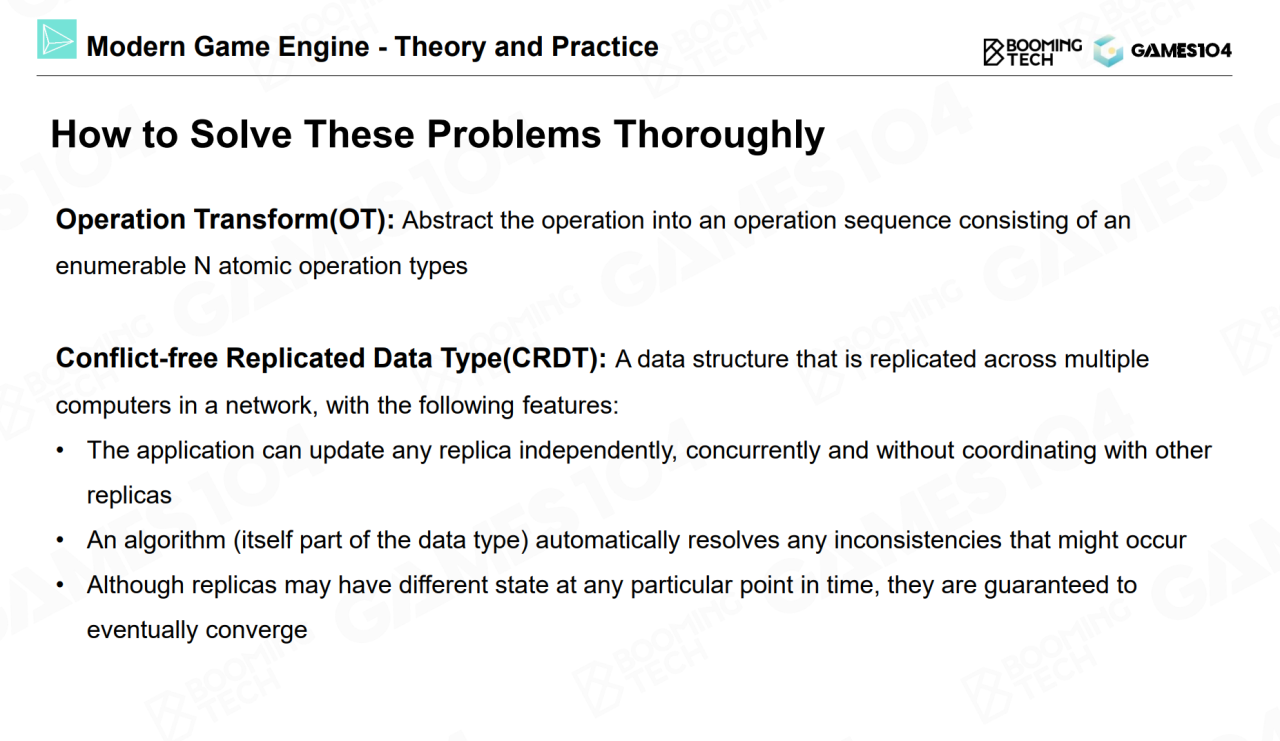 Modern Game Engine - Theory and Practice
BOOMING
TECH
GAMES104
How to Solve These Problems Thoroughly
Operation Transform(OT): Abstract the operation into an operation sequence consisting of an
enumerable N atomic operation types
Conflict-free Replicated Data Type(CRDT): A data structure that is replicated across multiple
computers in a network, with the following features:
• The application can update any replica independently, concurrently and without coordinating with other
replicas
• An algorithm (itself part of the data type) automatically resolves any inconsistencies that might occur
• Although replicas may have different state at any particular point in time, they are guaranteed to
eventually converge